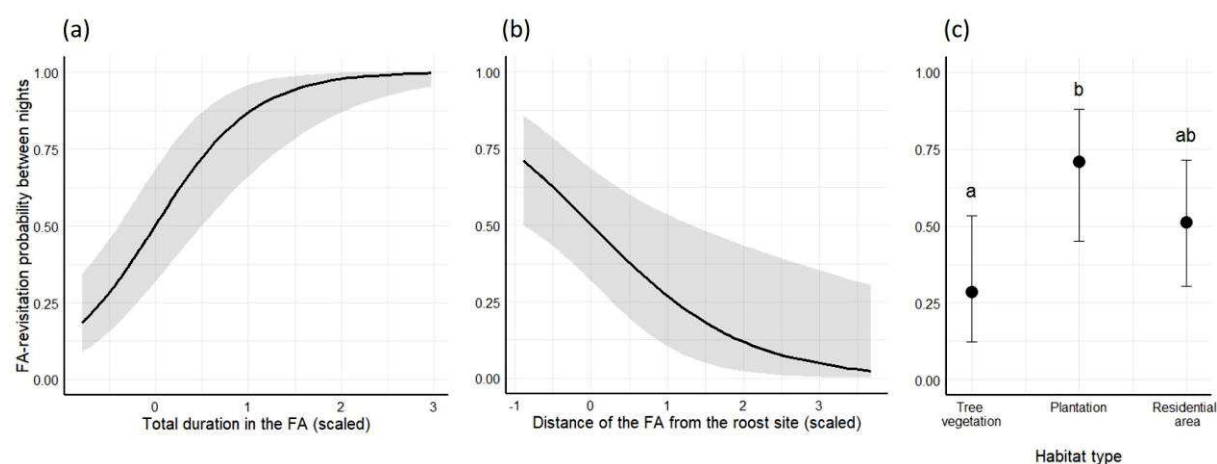 (a)
(b)
(c)
FA-revisitation probability between nights
1.00
0.75
0.50
0.25
0.00
0
1
2
3
Total duration in the FA (scaled)
1.00
0.75
0.50
0.25
0.00
-1
0
1
2
3
Distance of the FA from the roost site (scaled)
1.00
0.75
0.50
0.25
0.00
a
b
ab
Tree
vegetation
Plantation
Residential
area
Habitat type